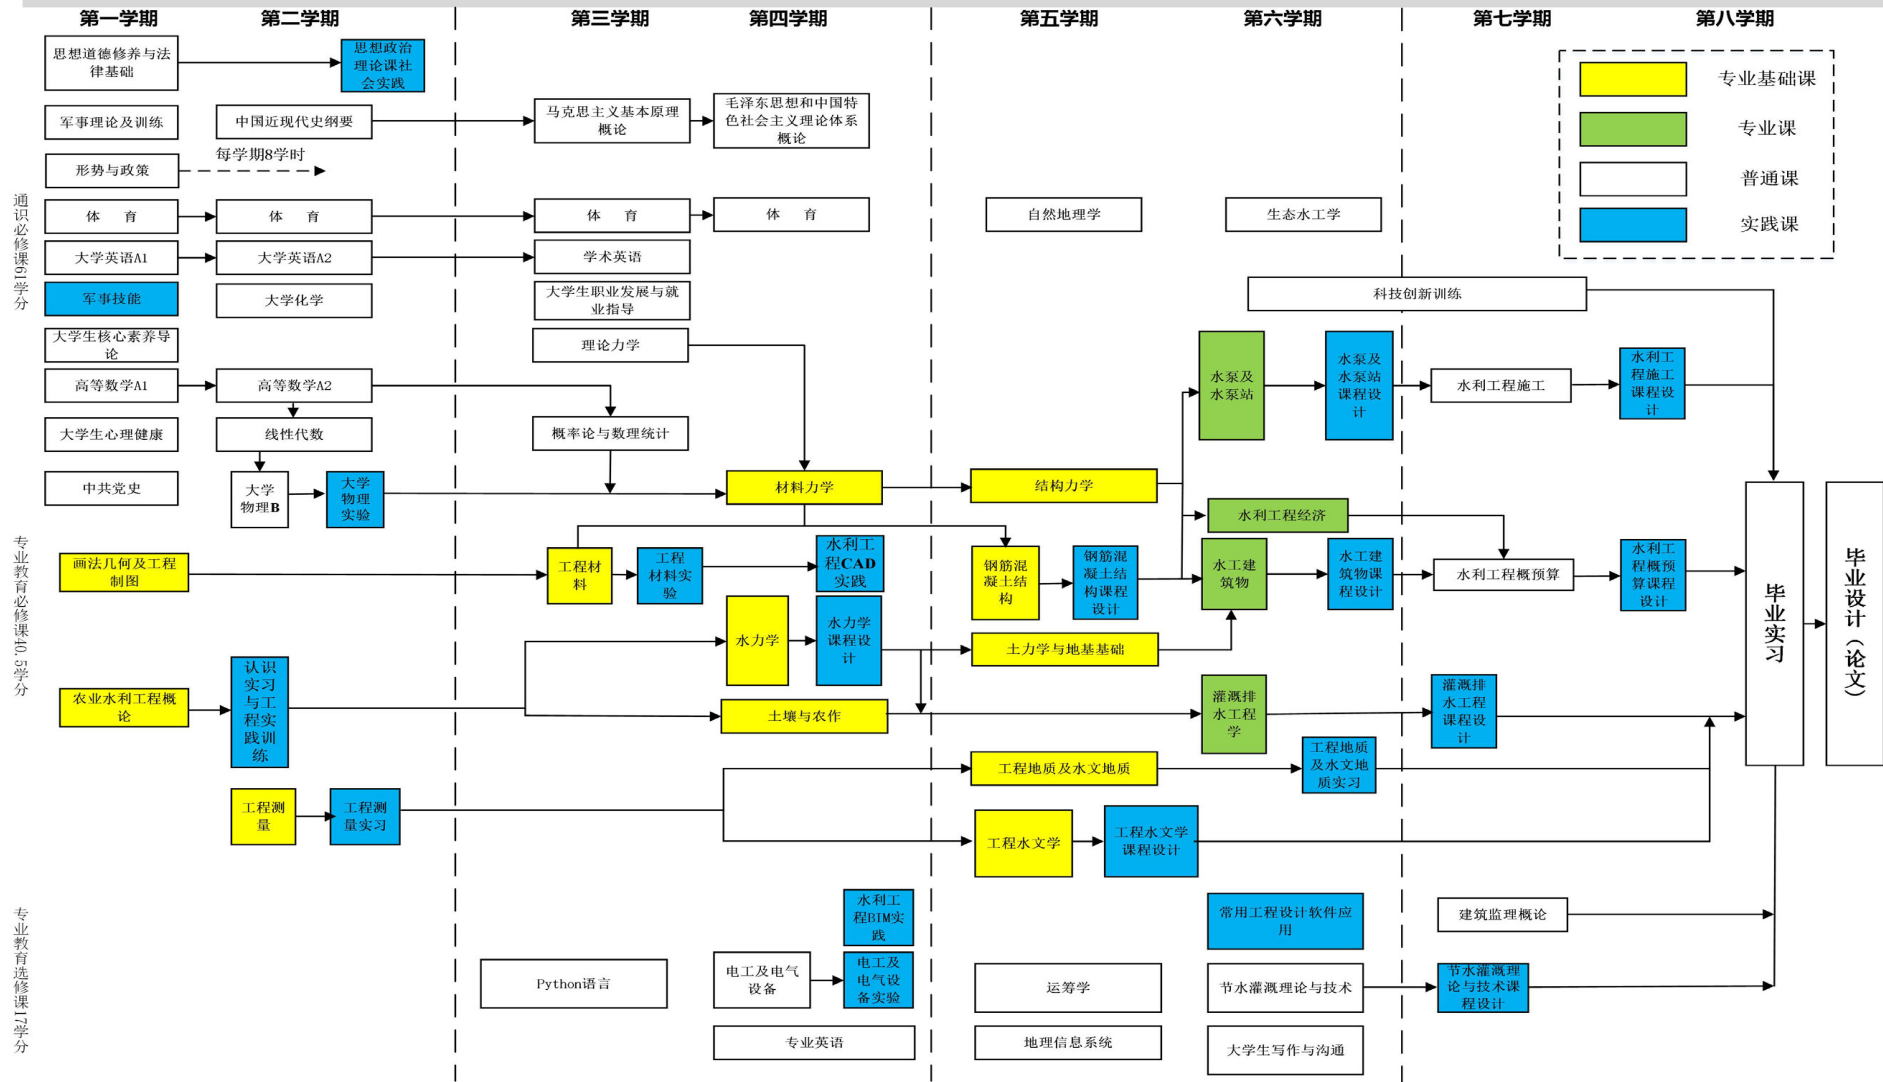 第一学期
第二学期
第三学期
第四学期
第五学期
第六学期
第七学期
第八学期
思想道德修养与法
律基础
思想政治
理论课社
会实践
专业基础课
专业课
普通课
实践课
军事理论及训练
中国近现代史纲要
马克思主义基本原理
概论
毛泽东思想和中国特
色社会主义理论体系
概论
形势与政策
每学期8学时
通识必修课61学分
体 育
体 育
体 育
体 育
自然地理学
生态水工学
大学英语A1
大学英语A2
学术英语
军事技能
大学化学
大学生职业发展与就
业指导
科技创新训练
大学生核心素养导
论
理论力学
水泵及
水泵站
水泵及
水泵站
课程设
计
水利工程施工
水利工
程施工
课程设
计
高等数学A1
高等数学A2
大学生心理健康
线性代数
概率论与数理统计
中共党史
大学
物理B
大学
物理
实验
材料力学
结构力学
水利工程经济
专业教育必修课40.5学分
画法几何及工程
制图
工程材
料
工程
材料实
验
水利工
程CAD
实践
钢筋混
凝土结
构
钢筋混
凝土结
构课程
设计
水工建
筑物
水工建
筑物课
程设计
水利工程概预算
水利工
程概预
算课程
设计
毕业实习
毕业设计（论文）
水力学
水力学
课程设
计
土力学与地基基础
农业水利工程概
论
认识
实习
与工
程实
践训
练
土壤与农作
灌溉排
水工程
学
灌溉排
水工程
课程设
计
工程地质及水文地质
工程地质
及水文地
质实习
工程测
量
工程测
量实习
工程水文学
工程水文学
课程设计
专业教育选修课17学分
水利工
程BIM实
践
常用工程设计软件应
用
建筑监理概论
Python语言
电工及电气
设备
电工及
电气设
备实验
运筹学
节水灌溉理论与技术
节水灌溉理
论与技术课
程设计
专业英语
地理信息系统
大学生写作与沟通